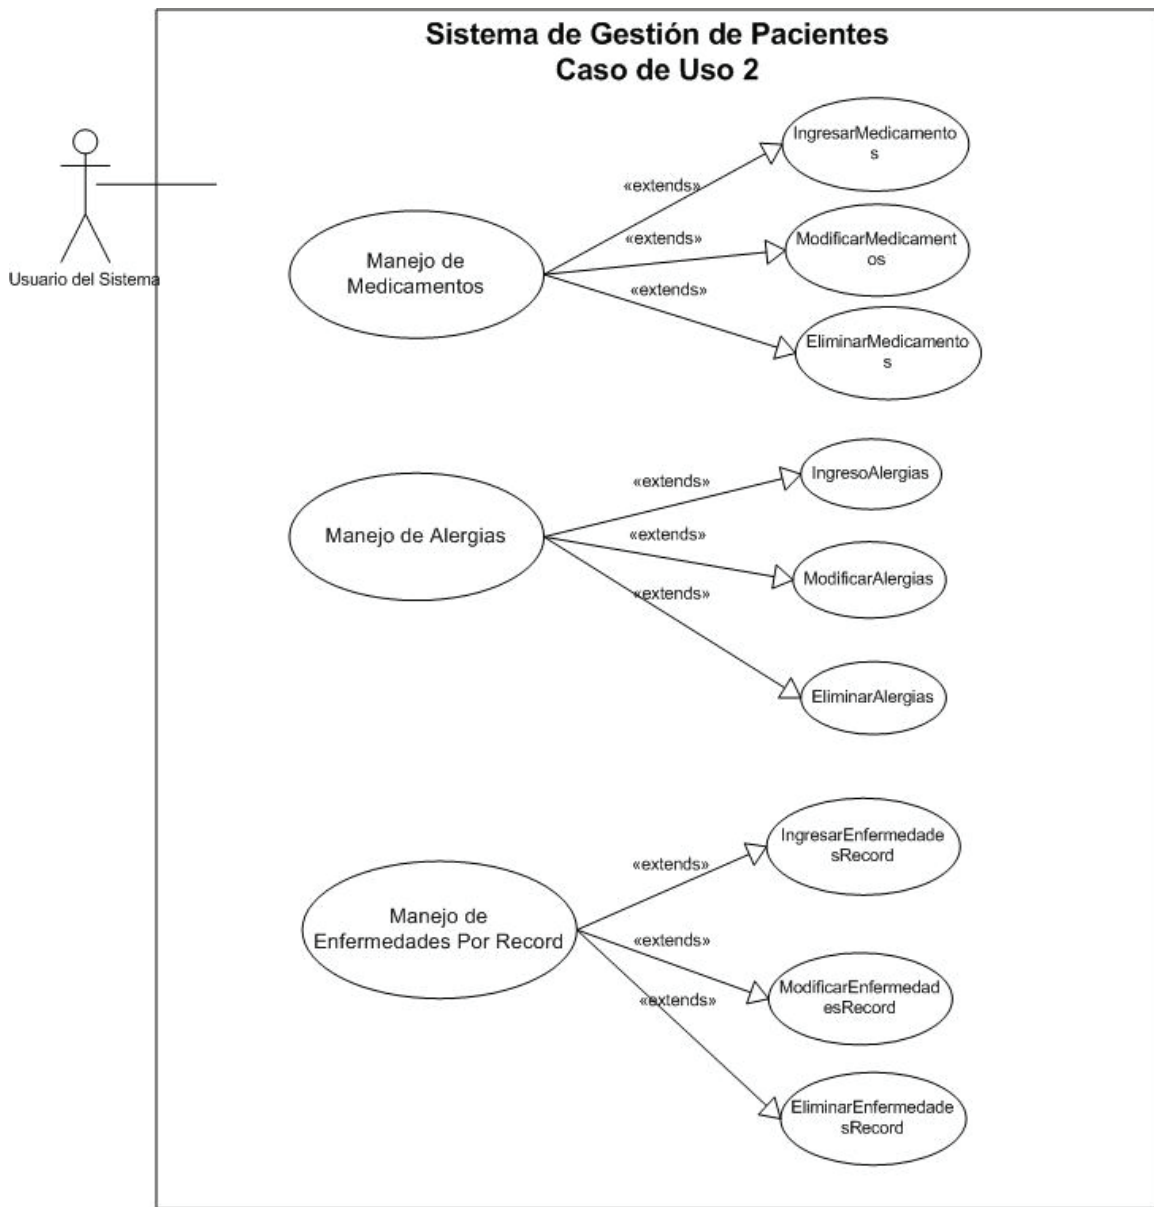 Sistema de Gestión de Pacientes
Caso de Uso 2
Usuario del Sistema
Manejo de
Medicamentos
«extends»
«extends»
«extends»
IngresarMedicamento
s
ModificarMedicament
os
EliminarMedicamento
s
Manejo de Alergias
«extends»
«extends»
«extends»
IngresoAlergias
ModificarAlergias
EliminarAlergias
Manejo de
Enfermedades Por Record
«extends»
«extends»
«extends»
IngresarEnfermedade
sRecord
ModificarEnfermedad
esRecord
EliminarEnfermedade
sRecord